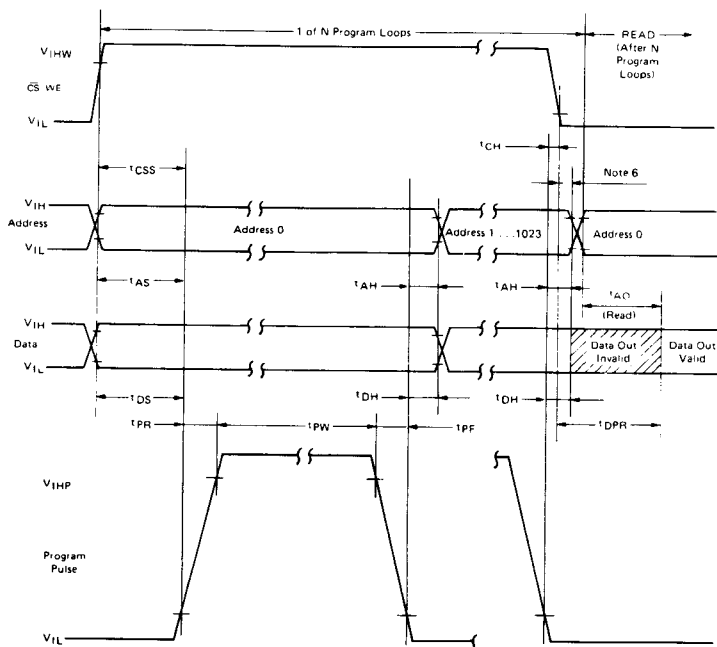 1 of N Program Loops
READ
(After N
Program
Loops)
VIHW
CS WE
VIL
tCH
tCSS
Note 6
VIH
Address
VIL
Address 0
Address 1 . . . 1023
Address 0
tAS
tAH
tAH
tAO
(Read)
VIH
Data
VIL
Data Out
Invalid
Data Out
Valid
tDS
tDH
tDH
tDPR
tPR
tPW
tPF
VIHP
Program
Pulse
VIL